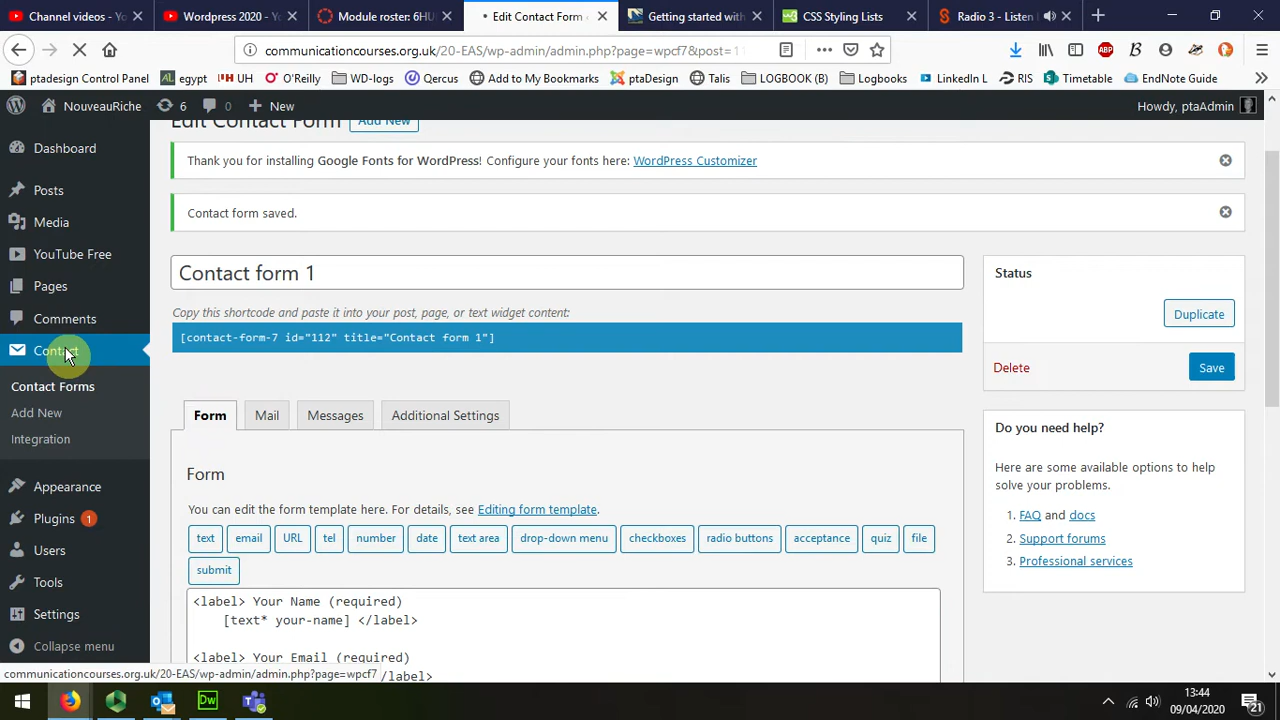 Channel videos - You
Wordpress 2020 -
Module roster: 6HU
Edit Contact Form
Getting started with
CSS Styling Lists
Radio 3 - Listen
communicationcourses.org.uk/20-EAS/wp-admin/admin.php?page=wpcf7&post=11
ptadesign Control Panel
egypt
UH
O'Reilly
WD-logs
Qercus
Add to My Bookmarks
ptaDesign
Talis
LOGBOOK (B)
Logbooks
LinkedIn L
RIS
Timetable
EndNote Guide
NouveauRiche
6
0
New
Howdy, ptaAdmin
Dashboard
Posts
Media
YouTube Free
Pages
Comments
Contact
Contact Forms
Add New
Integration
Appearance
Plugins 1
Users
Tools
Settings
Collapse menu
Edit Contact Form
Add New
Thank you for installing Google Fonts for WordPress! Configure your fonts here: WordPress Customizer
Contact form saved.
Contact form 1
Copy this shortcode and paste it into your post, page, or text widget content:
[contact-form-7 id="112" title="Contact form 1"]
Form
Mail
Messages
Additional Settings
Form
You can edit the form template here. For details, see Editing form template.
text
email
URL
tel
number
date
text area
drop-down menu
checkboxes
radio buttons
acceptance
quiz
file
submit
<label> Your Name (required)
[text* your-name] </label>
<label> Your Email (required)
/label>
Status
Duplicate
Delete
Save
Do you need help?
Here are some available options to help
solve your problems.
1. FAQ and docs
2. Support forums
3. Professional services
communicationcourses.org.uk/20-EAS/wp-admin/admin.php?page=wpcf7
13:44
09/04/2020
21